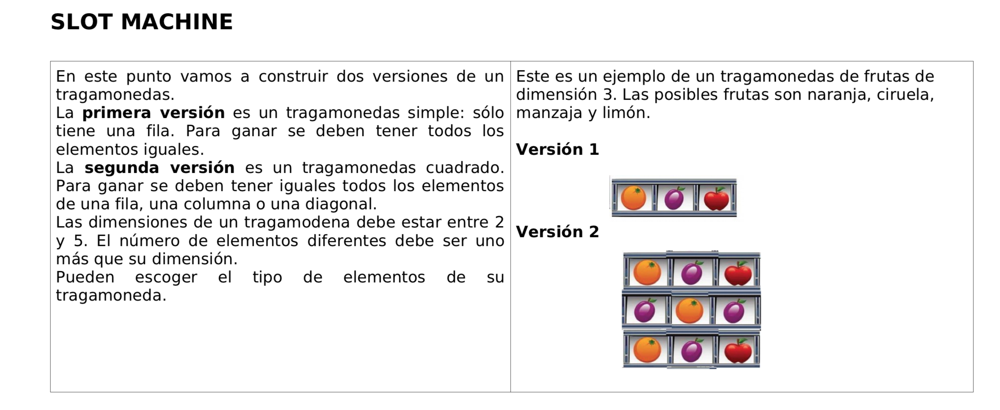 SLOT MACHINE
En este punto vamos a construir dos versiones de un
tragamonedas.
La primera versión es un tragamonedas simple: sólo
tiene una fila. Para ganar se deben tener todos los
elementos iguales.
La segunda versión es un tragamonedas cuadrado.
Para ganar se deben tener iguales todos los elementos
de una fila, una columna o una diagonal.
Las dimensiones de un tragamodena debe estar entre 2
y 5. El número de elementos diferentes debe ser uno
más que su dimensión.
Pueden escoger el tipo de elementos de su
tragamoneda.
Este es un ejemplo de un tragamonedas de frutas de
dimensión 3. Las posibles frutas son naranja, ciruela,
manzaja y limón.
Versión 1
Versión 2